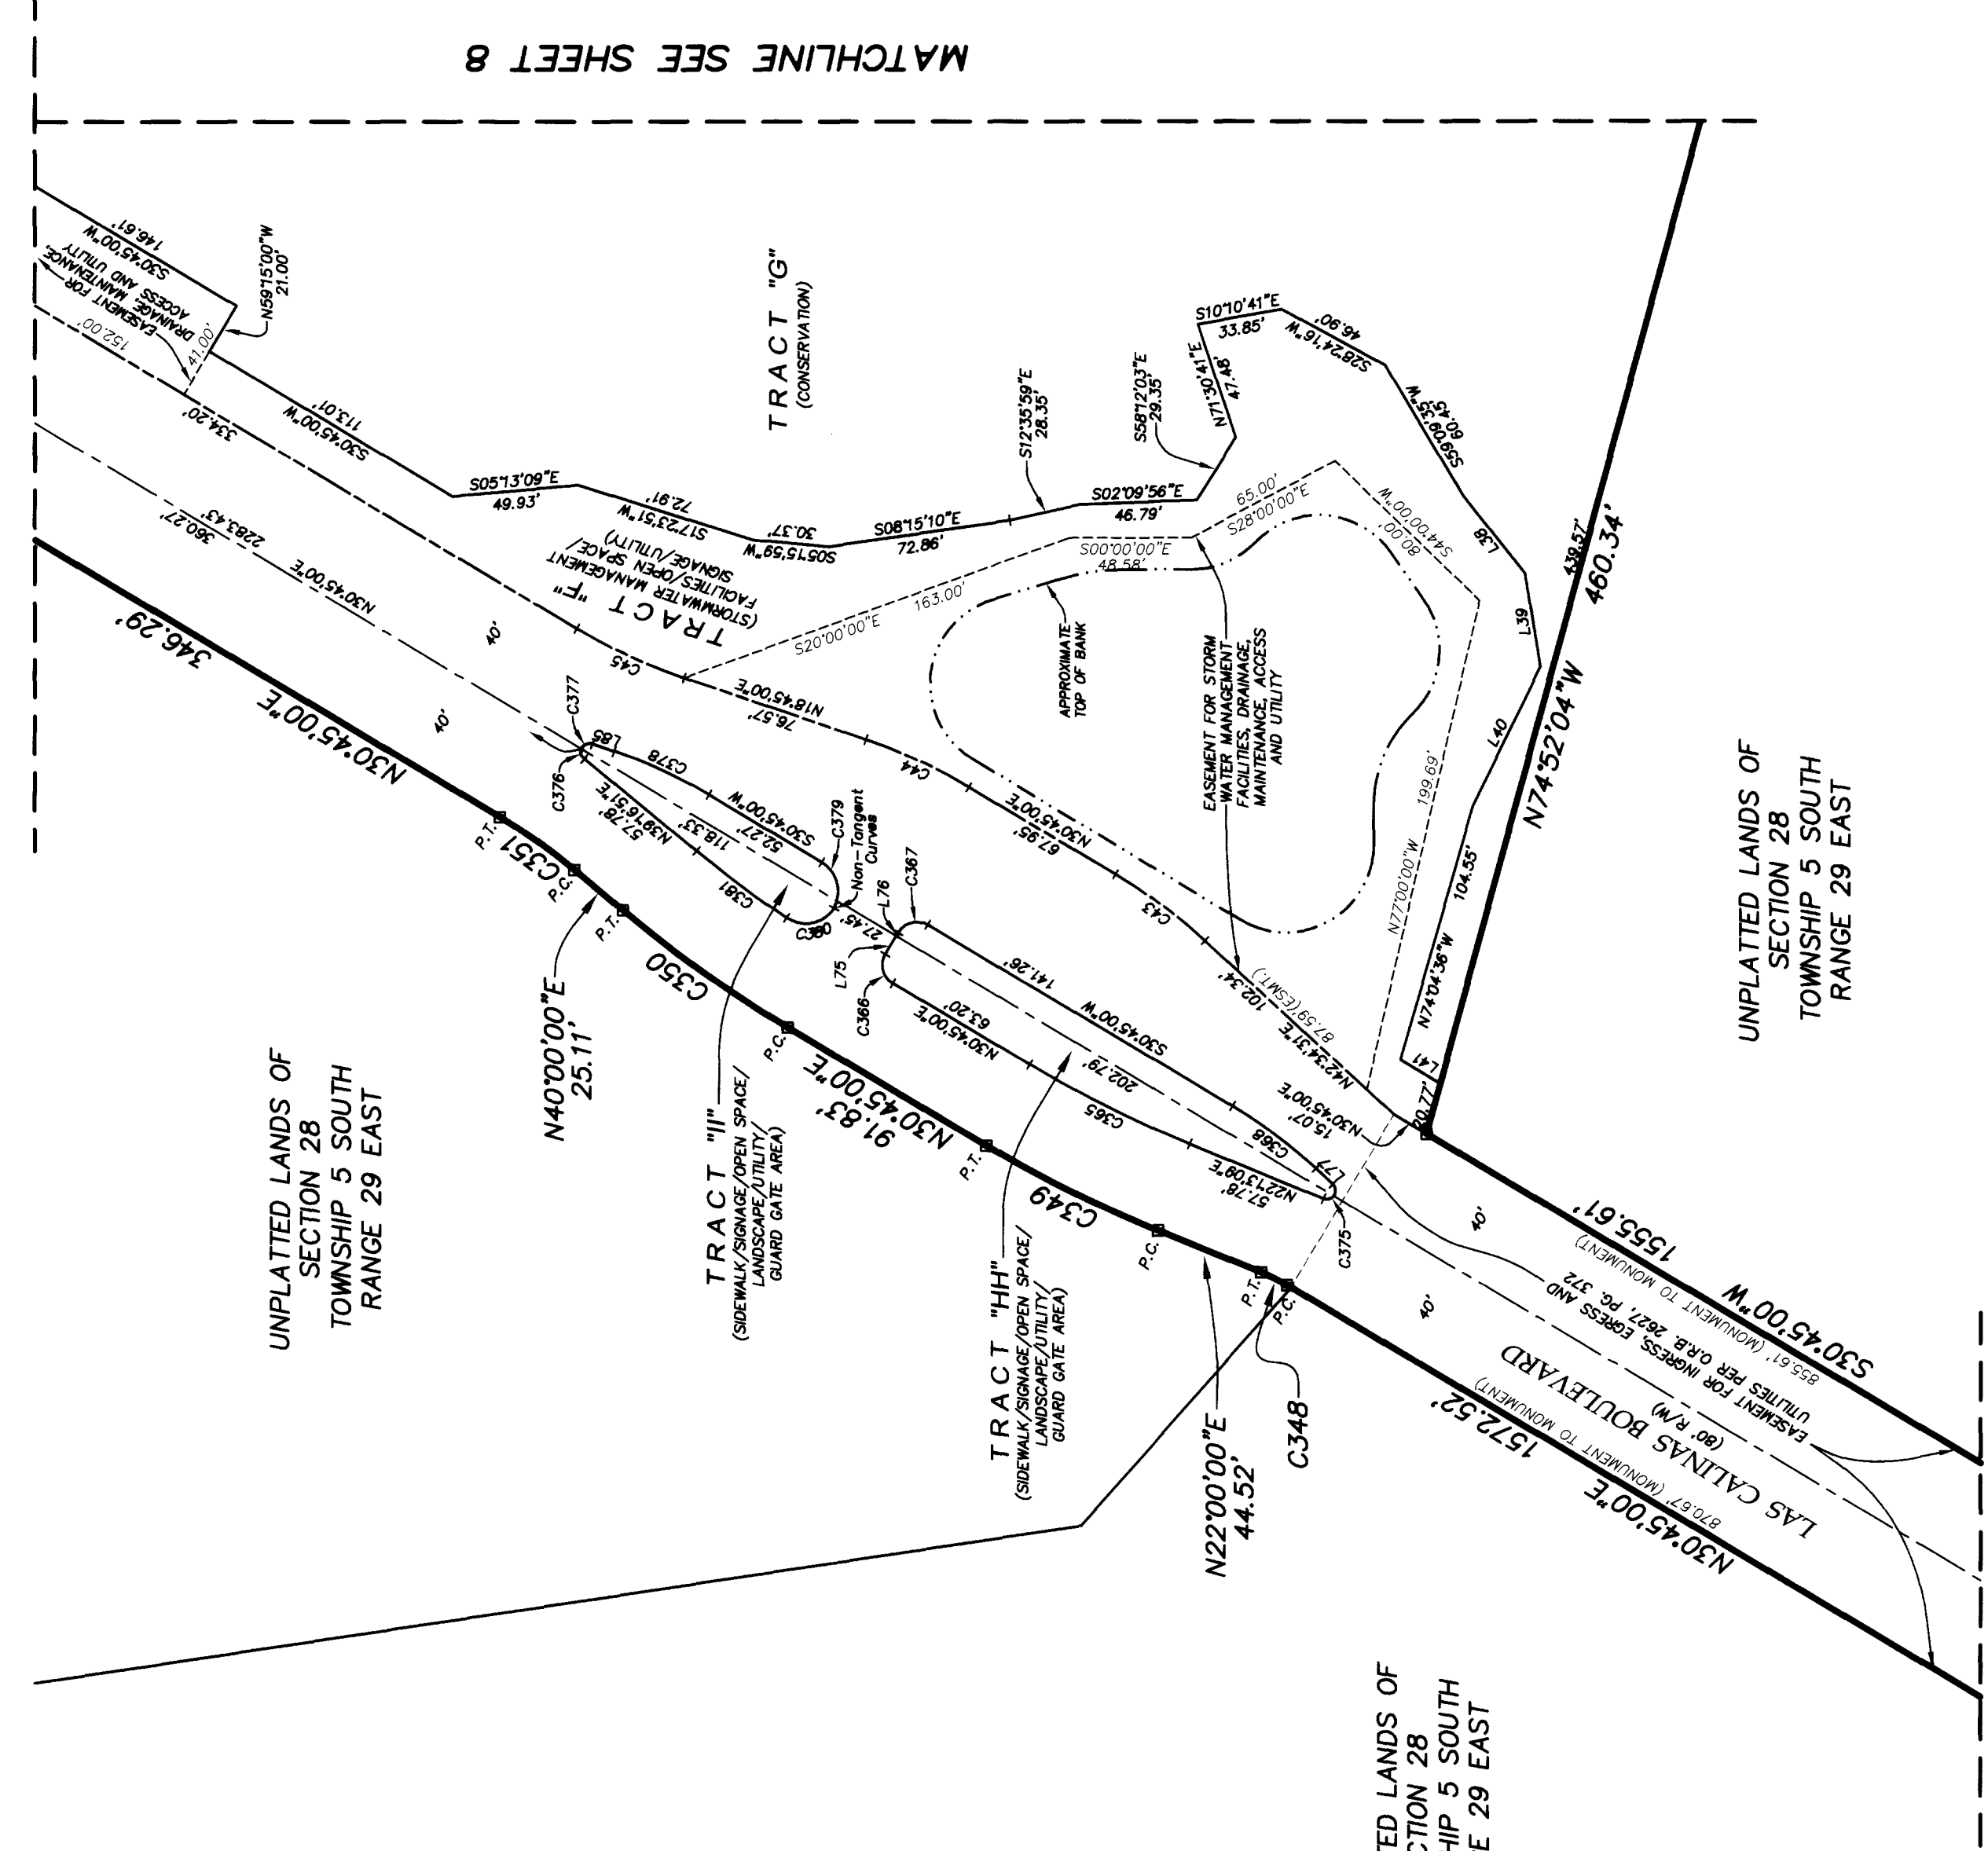 MATCHLINE SEE SHEET 8
S30°45'00"W
146.61'
EASEMENT FOR
DRAINAGE, MAINTENANCE,
ACCESS AND UTILITY
152.00'
41.00'
N59°15'00"W
21.00'
334.20'
S30°45'00"W
113.01'
TRACT "G"
(CONSERVATION)
S05°13'09"E
49.93'
S17°23'51"W
72.91'
S05°15'59"W
30.37'
S08°15'10"E
72.86'
S12°35'59"E
28.35'
S02°09'56"E
46.79'
S58°12'03"E
29.35'
N71°30'41"E
47.48'
S10°10'41"E
33.85'
S28°24'16"W
46.90'
S59°09'35"W
60.45'
L38
L39
L40
104.55'
N74°04'36"W
L41
439.57'
460.34'
N74°52'04"W
20.77'
TRACT "F"
(STORMWATER MANAGEMENT
FACILITIES/OPEN SPACE/
SIGNAGE/UTILITY)
S20°00'00"E
163.00'
S00°00'00"E
48.58'
S28°00'00"E
65.00'
S44°00'00"W
80.00'
N77°00'00"W
199.69'
APPROXIMATE
TOP OF BANK
EASEMENT FOR STORM
WATER MANAGEMENT
FACILITIES, DRAINAGE,
MAINTENANCE, ACCESS
AND UTILITY
360.27'
2283.43'
N30°45'00"E
346.29'
N30°45'00"E
40'
40'
C45
N18°45'00"E
76.57'
C44
N30°45'00"E
67.95'
C43
102.34'
87.59'(ESMT.)
N42°34'31"E
N30°45'00"E
15.07'
P.T.
C351
P.C.
P.T.
N40°00'00"E
25.11'
C350
P.C.
N30°45'00"E
91.83'
P.T.
C349
P.C.
N22°00'00"E
44.52'
P.T.
C348
P.C.
C377
C376
L85
C378
N39°16'51"E
57.78'
118.33'
52.27'
S30°45'00"W
C379
Non-Tangent
Curves
C381
C380
27.45'
L76
C367
L75
C366
141.26'
S30°45'00"W
N30°45'00"E
63.20'
202.79'
C365
C368
N22°13'09"E
57.78'
L77
C375
TRACT "II"
(SIDEWALK/SIGNAGE/OPEN SPACE/
LANDSCAPE/UTILITY/
GUARD GATE AREA)
TRACT "HH"
(SIDEWALK/SIGNAGE/OPEN SPACE/
LANDSCAPE/UTILITY/
GUARD GATE AREA)
UNPLATTED LANDS OF
SECTION 28
TOWNSHIP 5 SOUTH
RANGE 29 EAST
UNPLATTED LANDS OF
SECTION 28
TOWNSHIP 5 SOUTH
RANGE 29 EAST
40'
40'
1555.61'
S30°45'00"W
855.61' (MONUMENT TO MONUMENT)
EASEMENT FOR INGRESS, EGRESS AND
UTILITIES PER O.R.B. 2627, PG. 372
LAS CALINAS BOULEVARD
(80' R/W)
1572.52'
N30°45'00"E
870.67' (MONUMENT TO MONUMENT)
TED LANDS OF
CTION 28
HIP 5 SOUTH
E 29 EAST